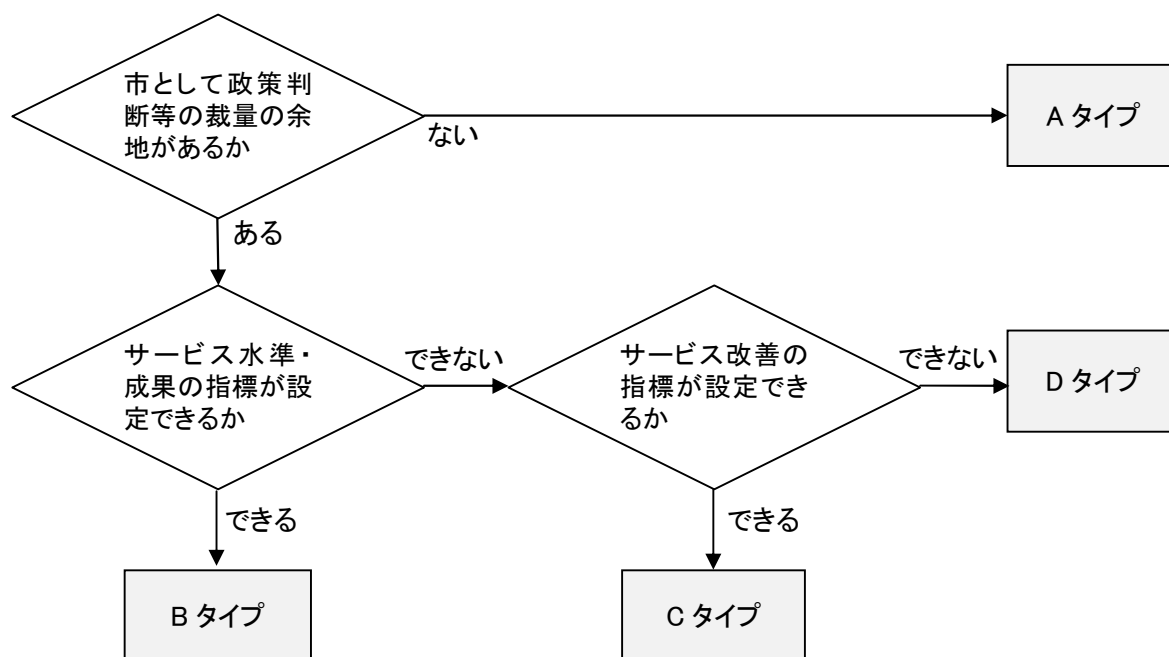 市として政策判
断等の裁量の余
地があるか
ない
A タイプ
ある
サービス水準・
成果の指標が設
定できるか
できない
サービス改善の
指標が設定でき
るか
できない
D タイプ
できる
できる
B タイプ
C タイプ